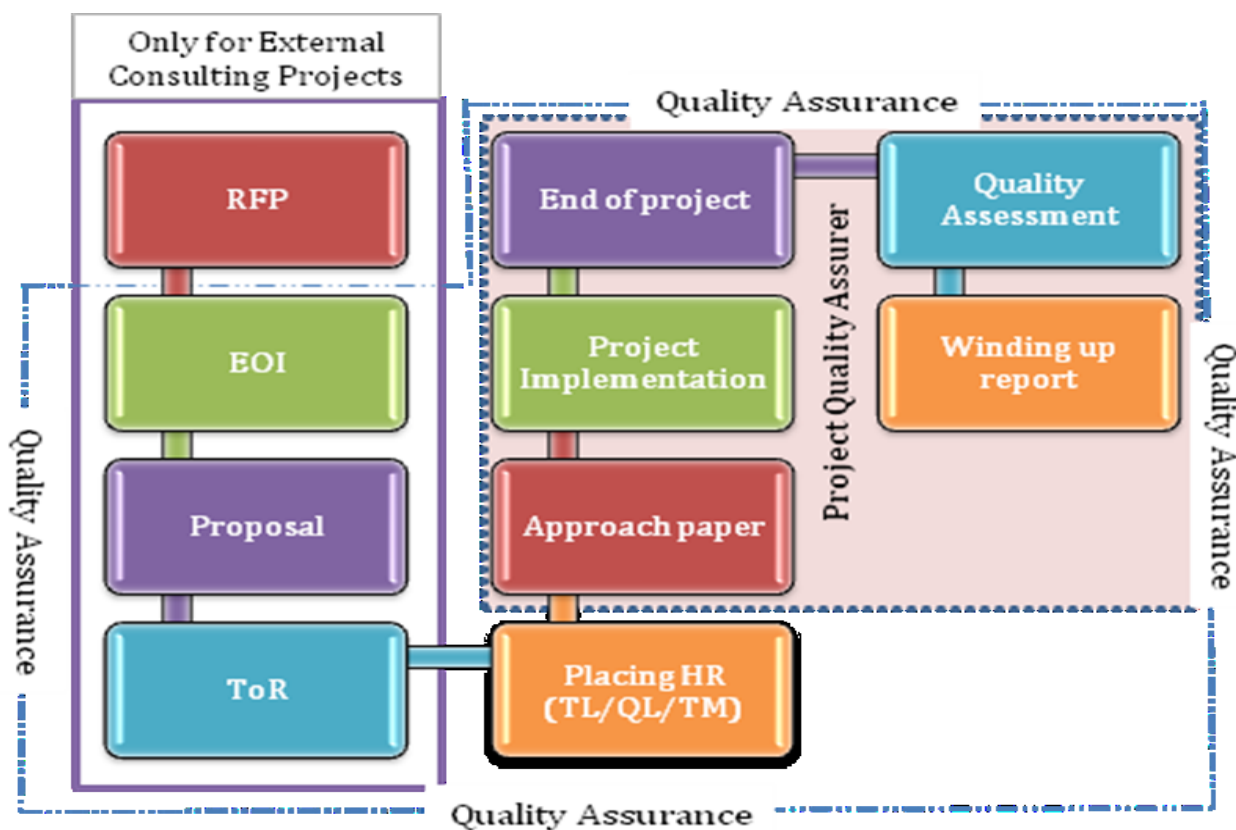 Only for External
Consulting Projects
RFP
EOI
Proposal
ToR
Quality Assurance
Quality Assurance
End of project
Project
Implementation
Approach paper
Placing HR
(TL/QL/TM)
Project Quality Assurer
Quality
Assessment
Winding up
report
Quality Assurance
Quality Assurance